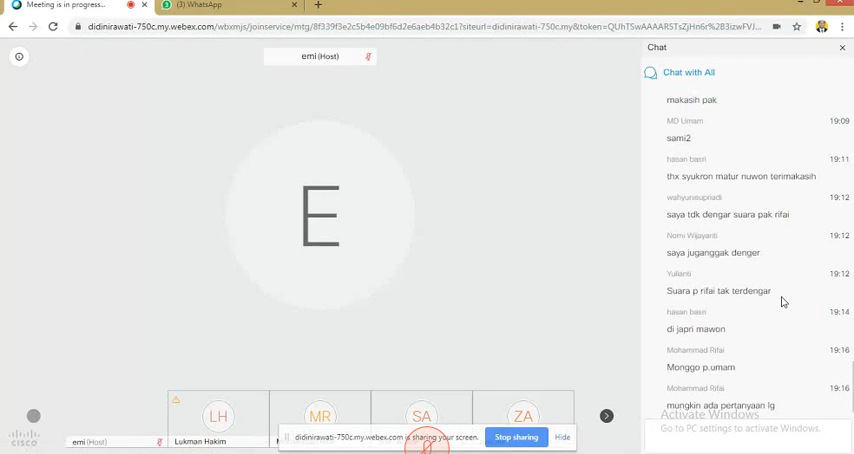 Meeting is in progress...
(3) WhatsApp
didinirawati-750c.my.webex.com/wbxmjs/joinservice/mtg/8f339f3e2c5b4e09bf6d2e6aeb4b32c1?siteurl=didinirawati-750c.my&token=QUhTSwAAAARSTsZjHn6r%2B3izwFVJ...
emi (Host)
E
Chat
Chat with All
makasih pak
MD Umam 19:09
sami2
hasan basri 19:11
thx syukron matur nuwon terimakasih
wahyunisupriadi 19:12
saya tdk dengar suara pak rifai
Nomi Wijayanti 19:12
saya juganggak denger
Yulianti 19:12
Suara p rifai tak terdengar
hasan basri 19:14
di japri mawon
Mohammad Rifai 19:16
Monggo p.umam
Mohammad Rifai 19:16
mungkin ada pertanyaan lg
Activate Windows
Go to PC settings to activate Windows.
LH
MR
SA
ZA
cisco
emi (Host)
Lukman Hakim
didinirawati-750c.my.webex.com is sharing your screen.
Stop sharing
Hide